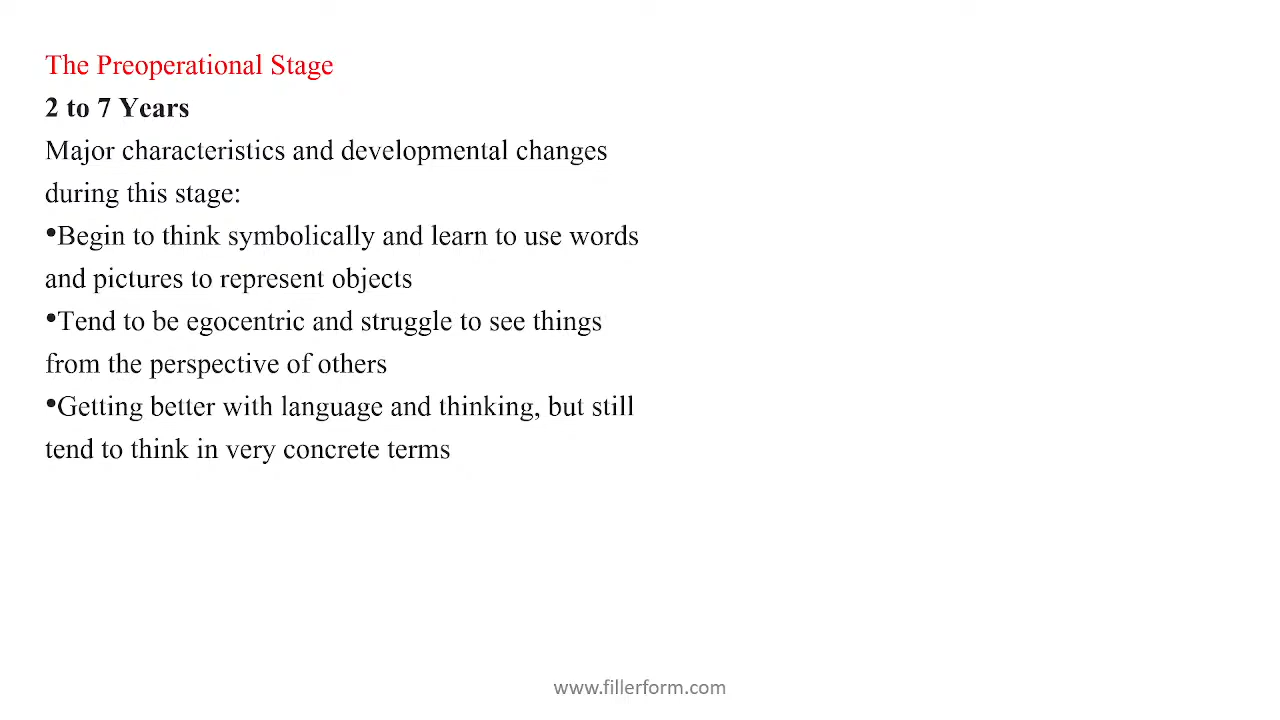 The Preoperational Stage
2 to 7 Years
Major characteristics and developmental changes
during this stage:
•Begin to think symbolically and learn to use words
and pictures to represent objects
•Tend to be egocentric and struggle to see things
from the perspective of others
•Getting better with language and thinking, but still
tend to think in very concrete terms
www.fillerform.com